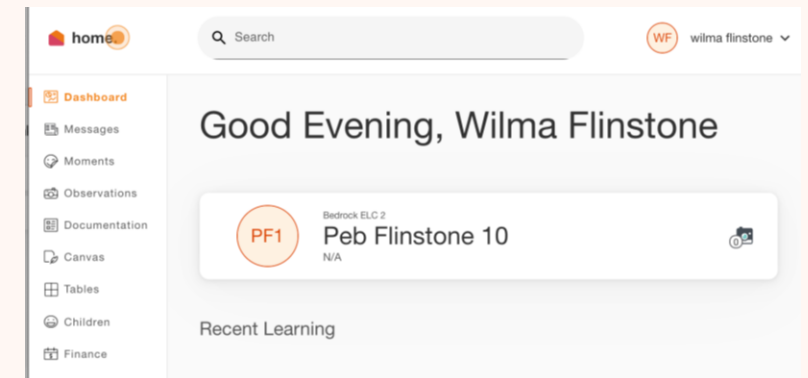 home.
Search
WF wilma flinstone
Dashboard
Messages
Moments
Observations
Documentation
Canvas
Tables
Children
Finance
Good Evening, Wilma Flinstone
PF1
Bedrock ELC 2
Peb Flinstone 10
N/A
0
Recent Learning